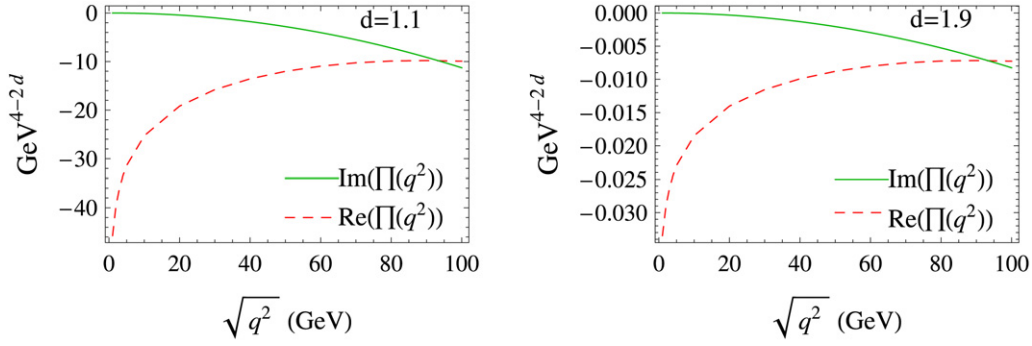 d=1.1
0
−10
−20
−30
−40
GeV^{4−2 d}
Im(∏(q²))
Re(∏(q²))
0 20 40 60 80 100
√q² (GeV)
d=1.9
0.000
−0.005
−0.010
−0.015
−0.020
−0.025
−0.030
GeV^{4−2 d}
Im(∏(q²))
Re(∏(q²))
0 20 40 60 80 100
√q² (GeV)